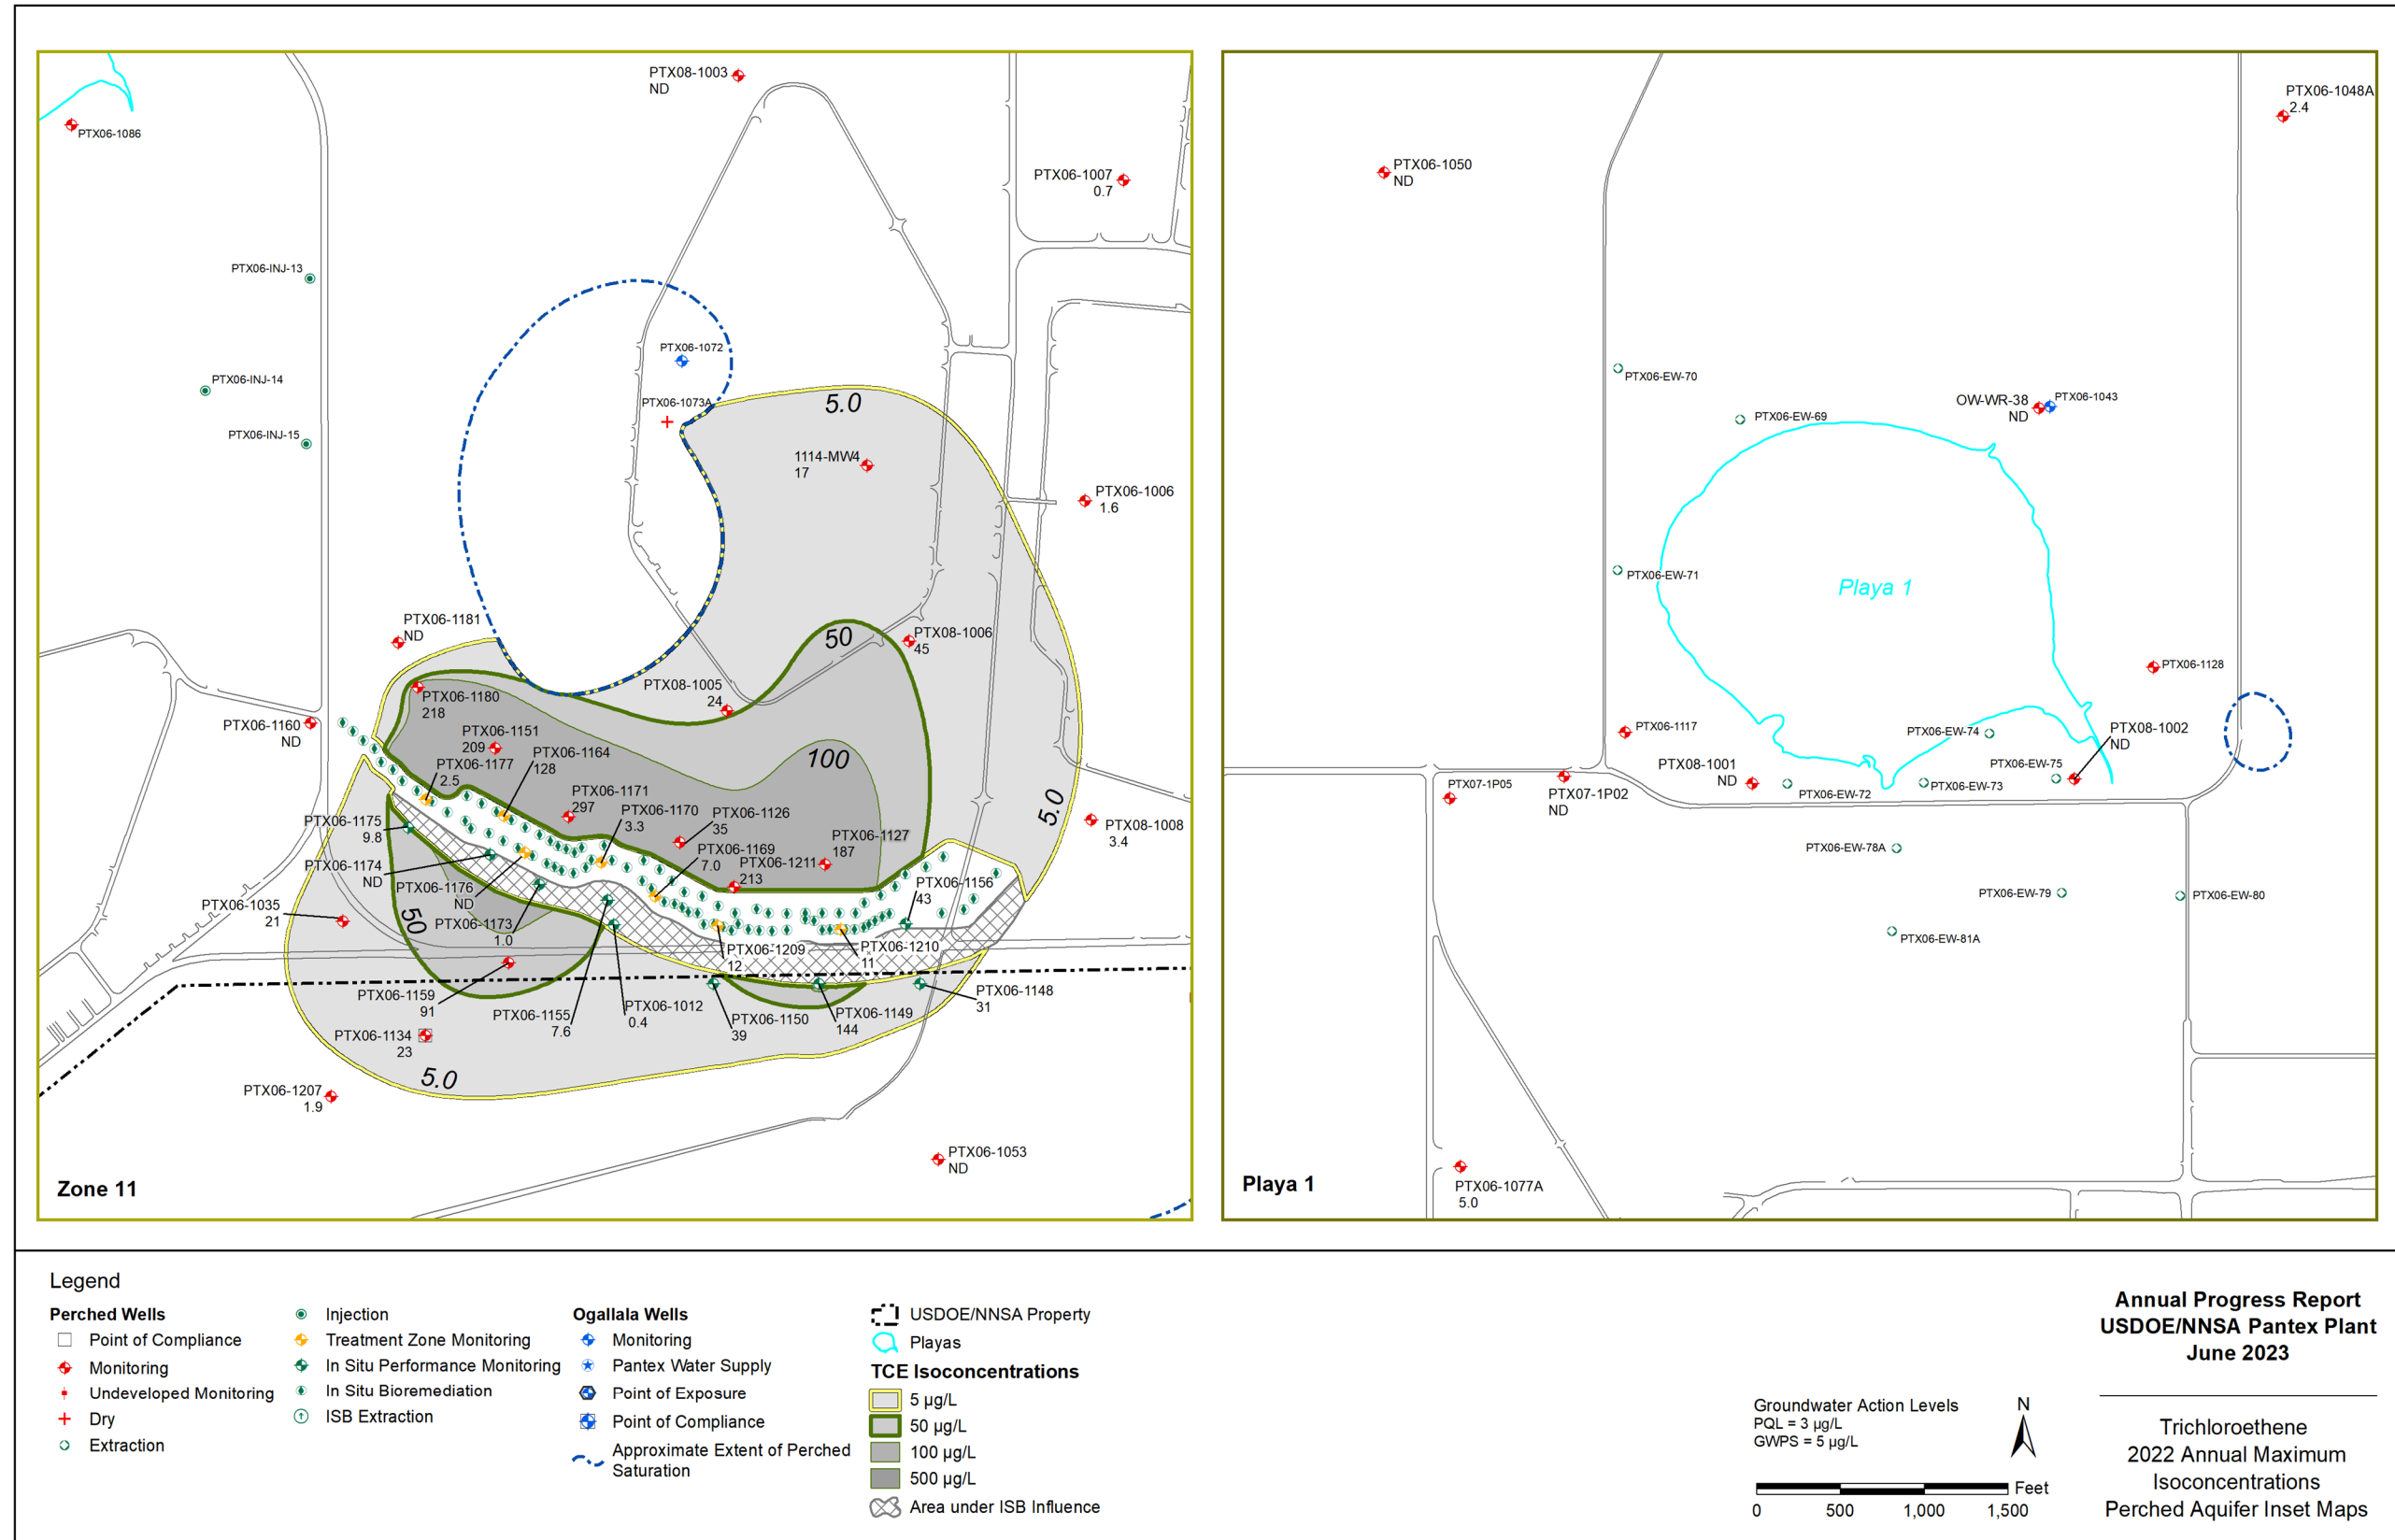 PTX08-1003
ND
PTX06-1086
PTX06-1007
0.7
PTX06-INJ-13
PTX06-1072
PTX06-INJ-14
PTX06-1073A
5.0
PTX06-INJ-15
1114-MW4
17
PTX06-1006
1.6
PTX06-1181
ND
50
PTX08-1006
45
PTX08-1005
24
PTX06-1180
218
PTX06-1160
ND
PTX06-1151
209
PTX06-1164
128
PTX06-1177
2.5
100
5.0
PTX06-1171
297
PTX06-1170
3.3
PTX06-1126
35
PTX06-1175
9.8
PTX08-1008
3.4
PTX06-1127
187
PTX06-1169
7.0
PTX06-1211
213
PTX06-1174
ND
PTX06-1176
ND
PTX06-1156
43
PTX06-1035
21
50
PTX06-1173
1.0
PTX06-1209
12
PTX06-1210
11
PTX06-1159
91
PTX06-1148
31
PTX06-1155
7.6
PTX06-1012
0.4
PTX06-1150
39
PTX06-1149
144
PTX06-1134
23
5.0
PTX06-1207
1.9
PTX06-1053
ND
Zone 11
PTX06-1048A
2.4
PTX06-1050
ND
PTX06-EW-70
OW-WR-38
ND
PTX06-1043
PTX06-EW-69
PTX06-EW-71
Playa 1
PTX06-1128
PTX06-1117
PTX06-EW-74
PTX08-1002
ND
PTX08-1001
ND
PTX06-EW-75
PTX07-1P05
PTX07-1P02
ND
PTX06-EW-72
PTX06-EW-73
PTX06-EW-78A
PTX06-EW-79
PTX06-EW-80
PTX06-EW-81A
PTX06-1077A
5.0
Playa 1
Legend
Perched Wells
Point of Compliance
Monitoring
Undeveloped Monitoring
Dry
Extraction
Injection
Treatment Zone Monitoring
In Situ Performance Monitoring
In Situ Bioremediation
ISB Extraction
Ogallala Wells
Monitoring
Pantex Water Supply
Point of Exposure
Point of Compliance
Approximate Extent of Perched
Saturation
USDOE/NNSA Property
Playas
TCE Isoconcentrations
5 µg/L
50 µg/L
100 µg/L
500 µg/L
Area under ISB Influence
Groundwater Action Levels
PQL = 3 µg/L
GWPS = 5 µg/L
N
Feet
0 500 1,000 1,500
Annual Progress Report
USDOE/NNSA Pantex Plant
June 2023
Trichloroethene
2022 Annual Maximum
Isoconcentrations
Perched Aquifer Inset Maps